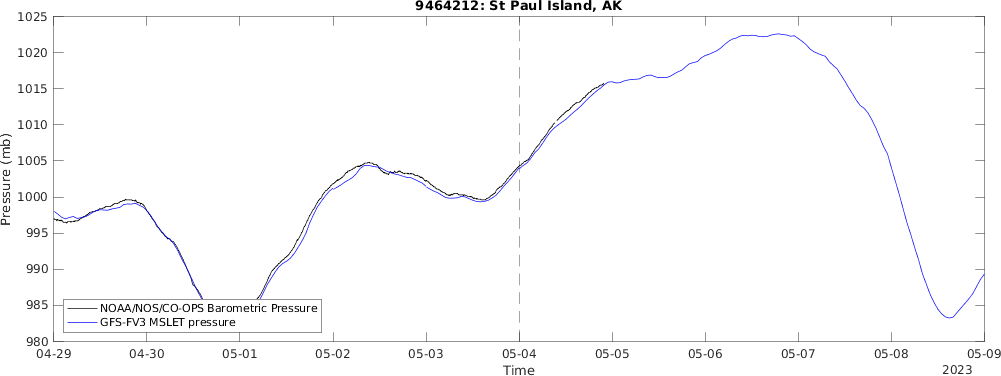 9464212: St Paul Island, AK
Pressure (mb)
1025
1020
1015
1010
1005
1000
995
990
985
980
NOAA/NOS/CO-OPS Barometric Pressure
GFS-FV3 MSLET pressure
04-29 04-30 05-01 05-02 05-03 05-04 05-05 05-06 05-07 05-08 05-09
Time
2023